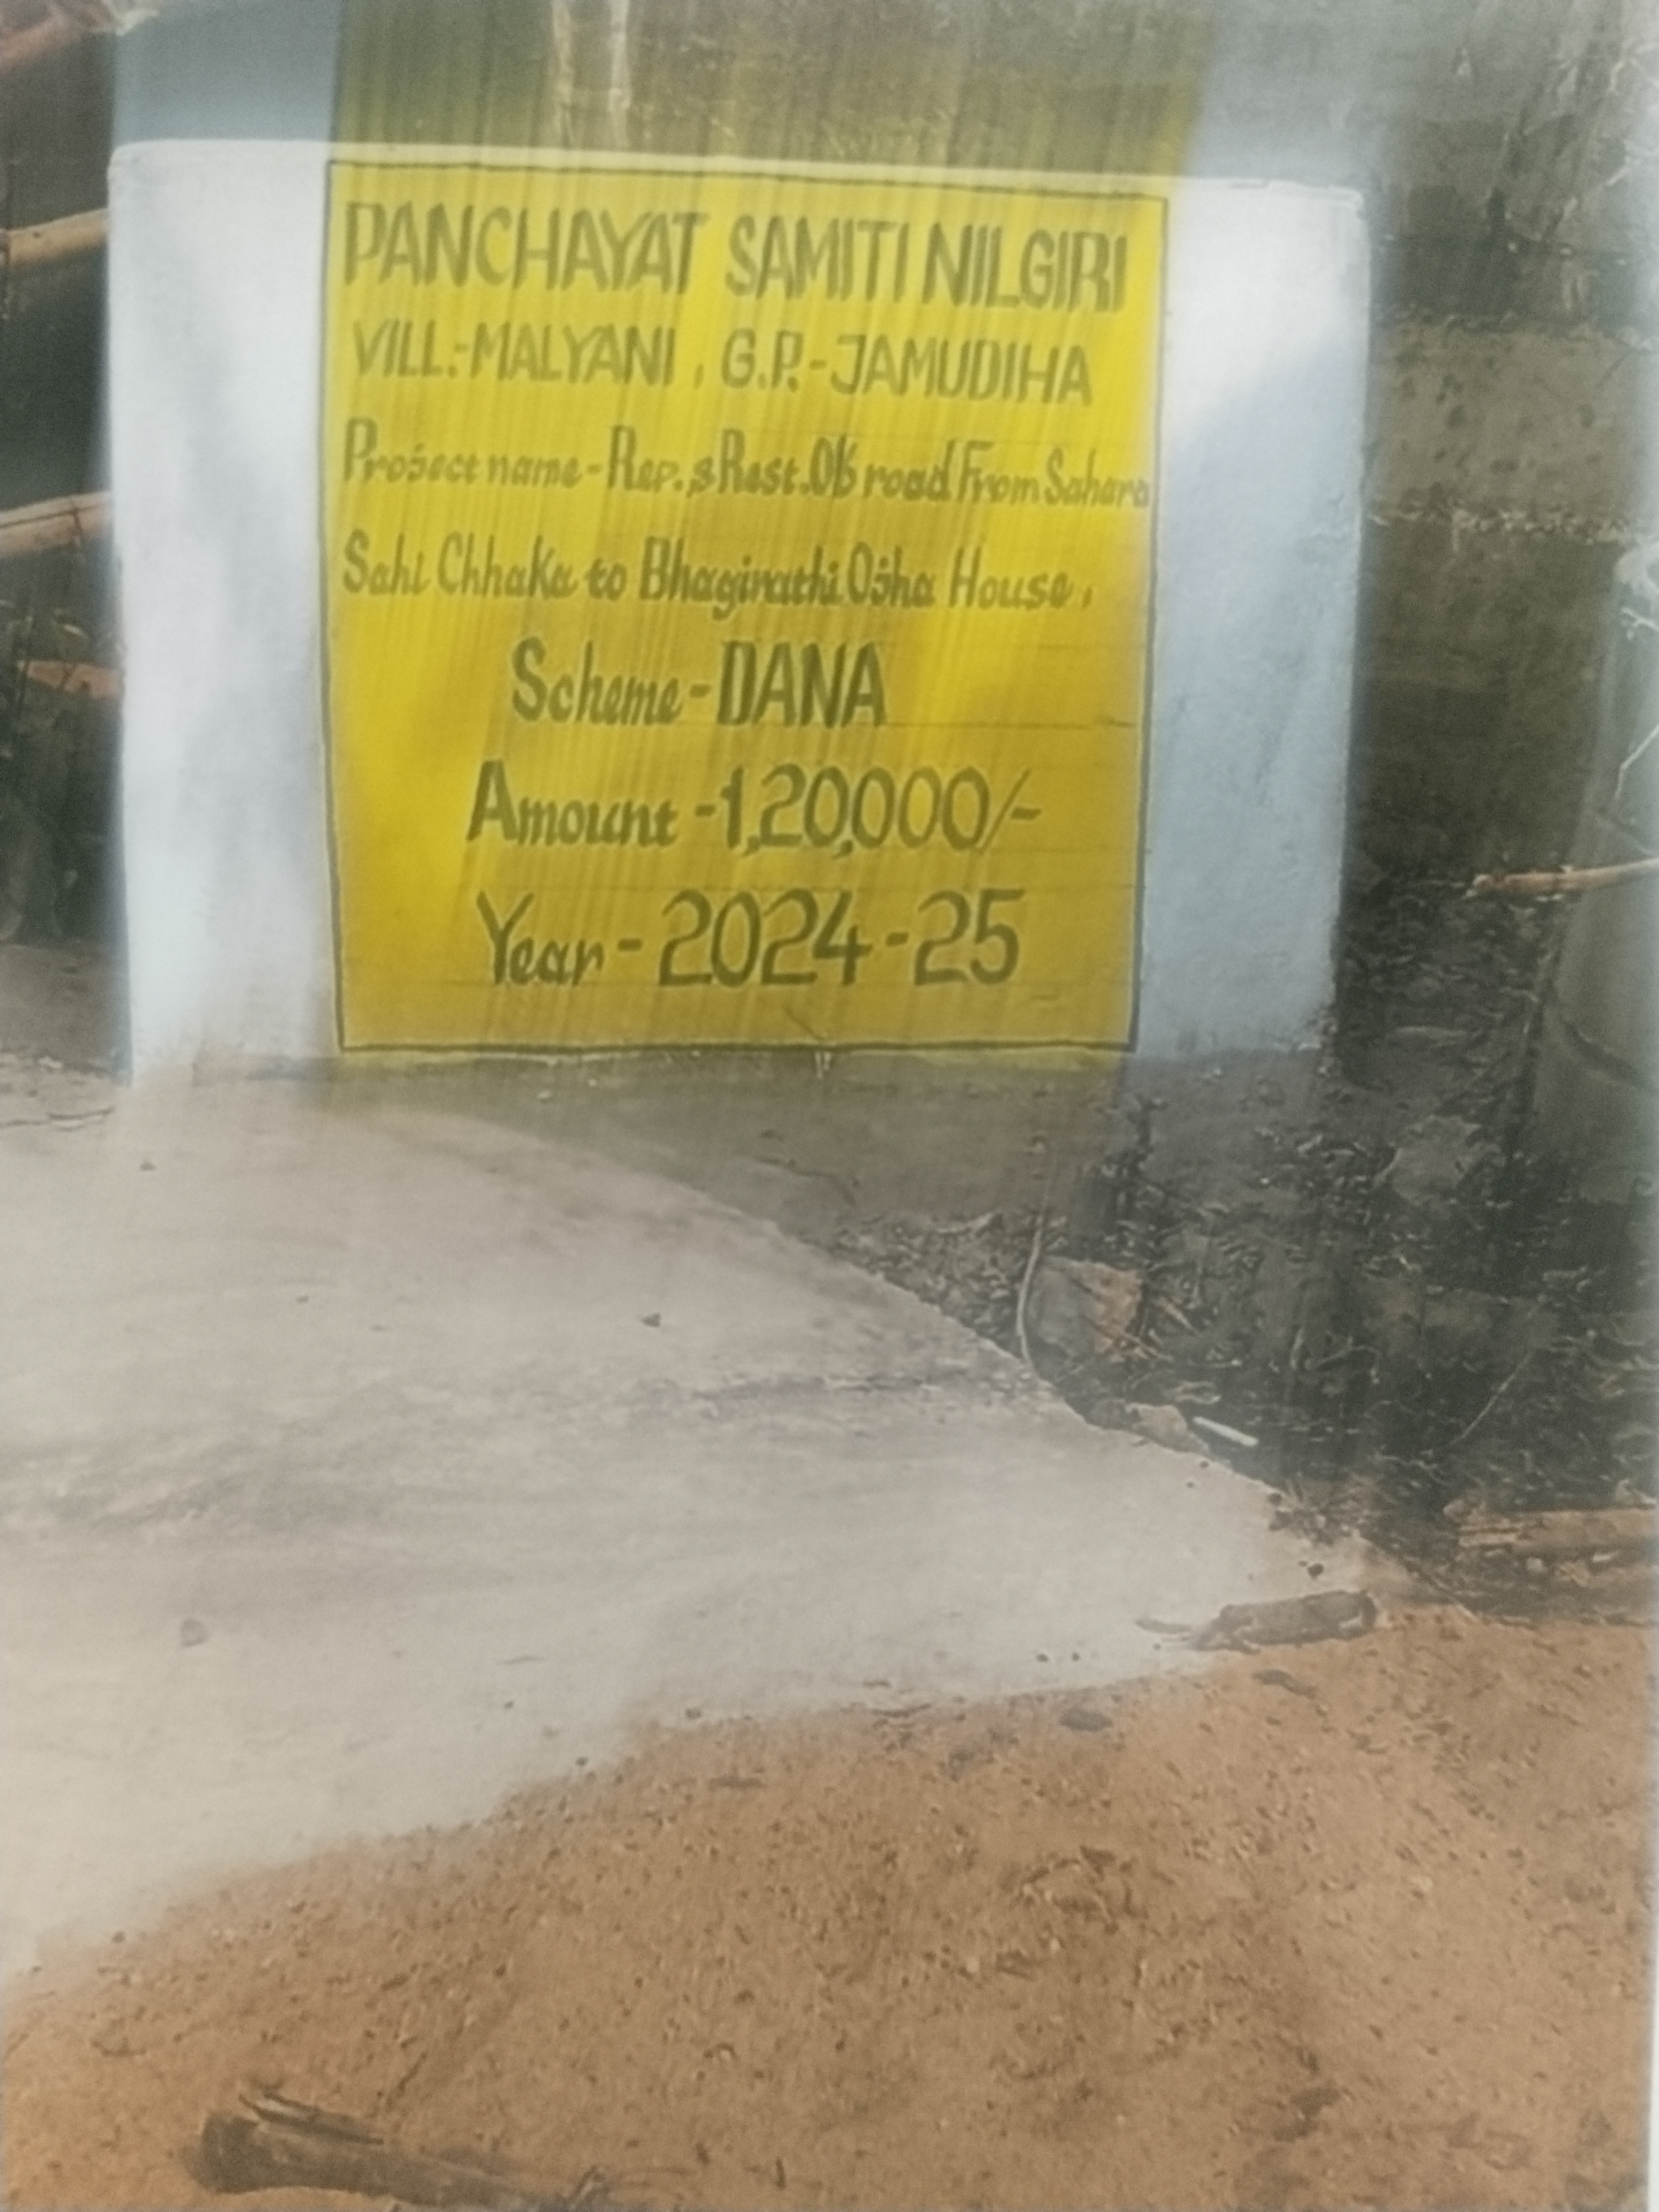 PANCHAYAT SAMITI NILGIRI
VILL:-MALYANI, G.P.-JAMUDIHA
Project name-Rep.&Rest.Of road From Sahara
Sahi Chhaka to Bhagirathi Ojha House,
Scheme-DANA
Amount-1,20,000/-
Year-2024-25